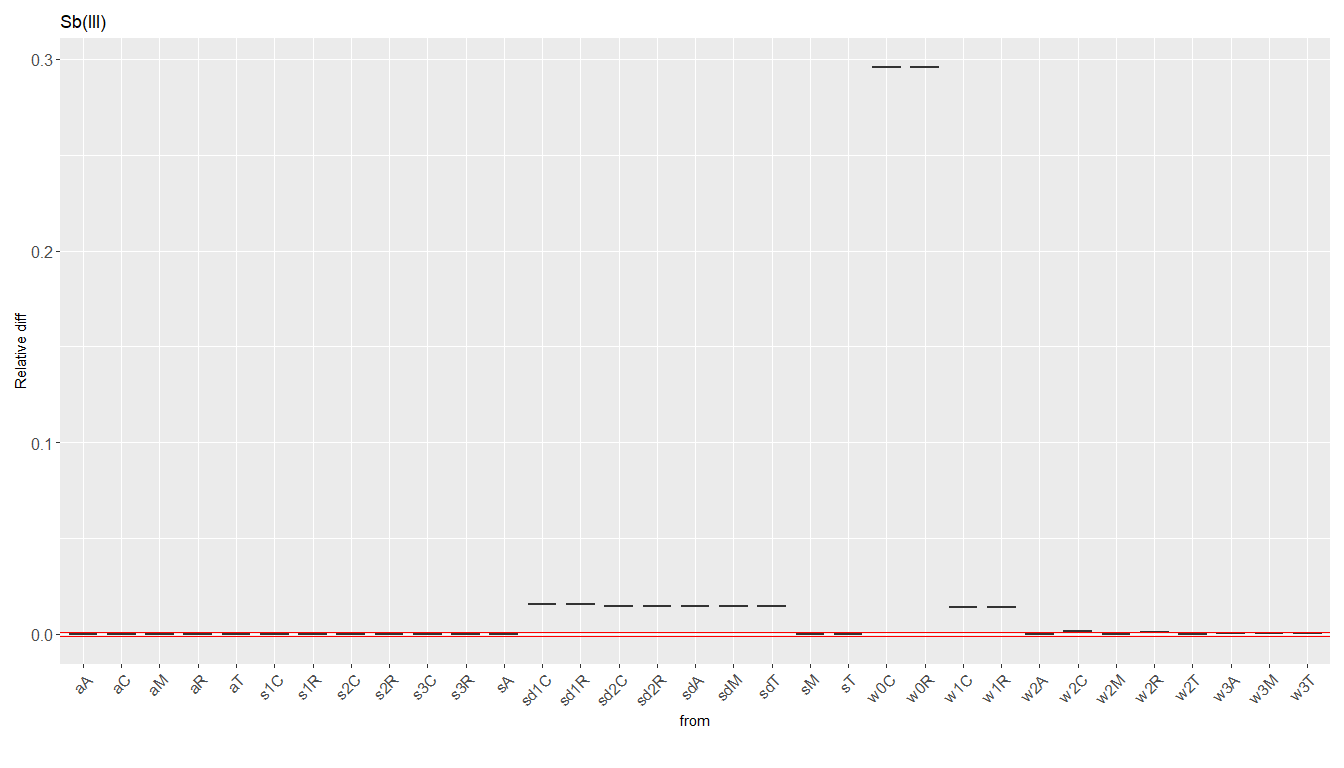 Sb(III)
0.3
0.2
0.1
0.0
Relative diff
aA aC aM aR aT s1C s1R s2C s2R s3C s3R sA sd1C sd1R sd2C sd2R sdA sdM sdT sM sT w0C w0R w1C w1R w2A w2C w2M w2R w2T w3A w3M w3T
from